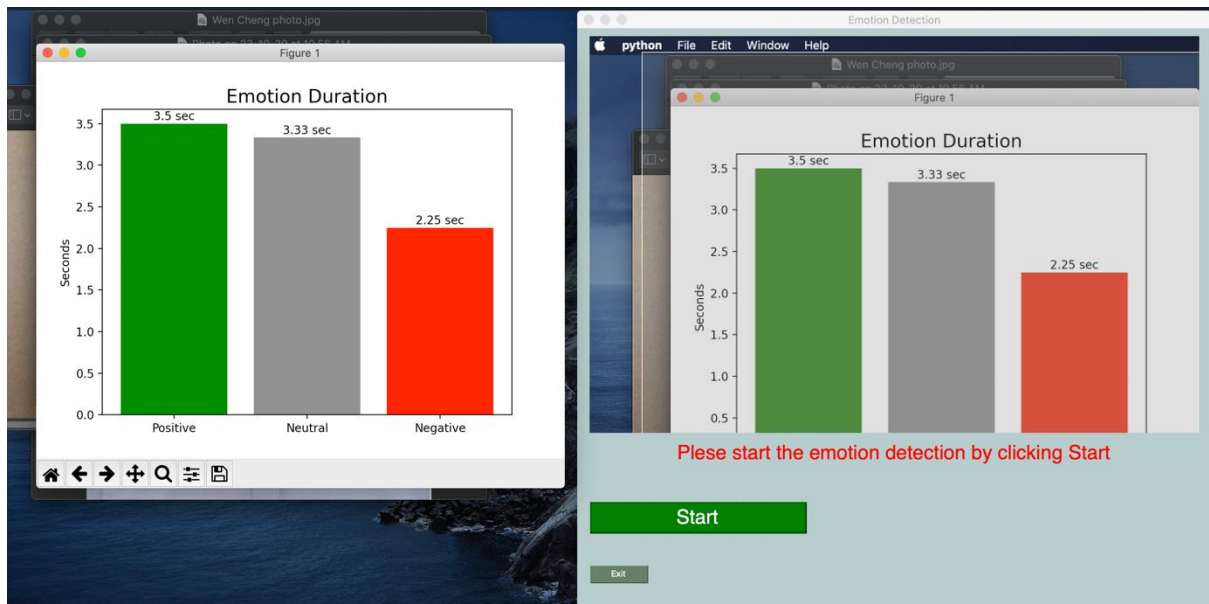 Wen Cheng photo.jpg
Figure 1
Emotion Duration
3.5 sec
3.33 sec
2.25 sec
Seconds
3.5
3.0
2.5
2.0
1.5
1.0
0.5
0.0
Positive
Neutral
Negative
Emotion Detection
python File Edit Window Help
Wen Cheng photo.jpg
Figure 1
Emotion Duration
3.5 sec
3.33 sec
2.25 sec
Seconds
3.5
3.0
2.5
2.0
1.5
1.0
0.5
Plese start the emotion detection by clicking Start
Start
Exit